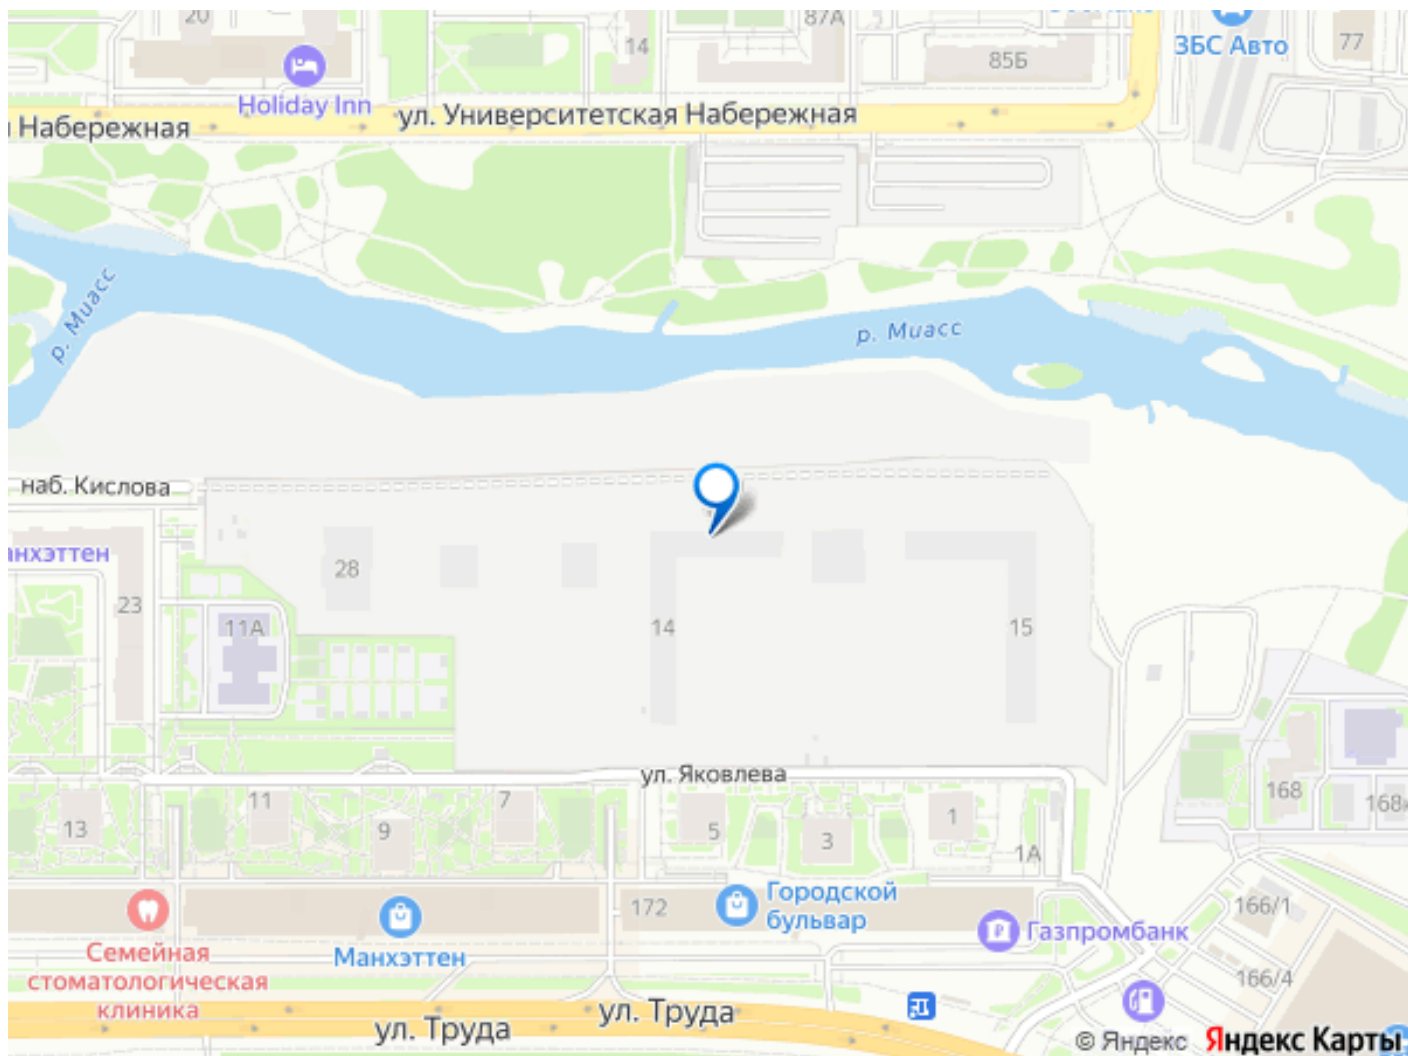 20
14
87А
85Б
ЗБС Авто
77
Holiday Inn
ул. Университетская Набережная
Набережная
р. Миасс
р. Миасс
наб. Кислова
анхэттен
28
23
11А
14
15
ул. Яковлева
13
11
9
7
5
3
1
1А
168
168к
172
Городской
бульвар
Манхэттен
Семейная
стоматологическая
клиника
Газпромбанк
166/1
166/4
ул. Труда
ул. Труда
© Яндекс Яндекс Карты